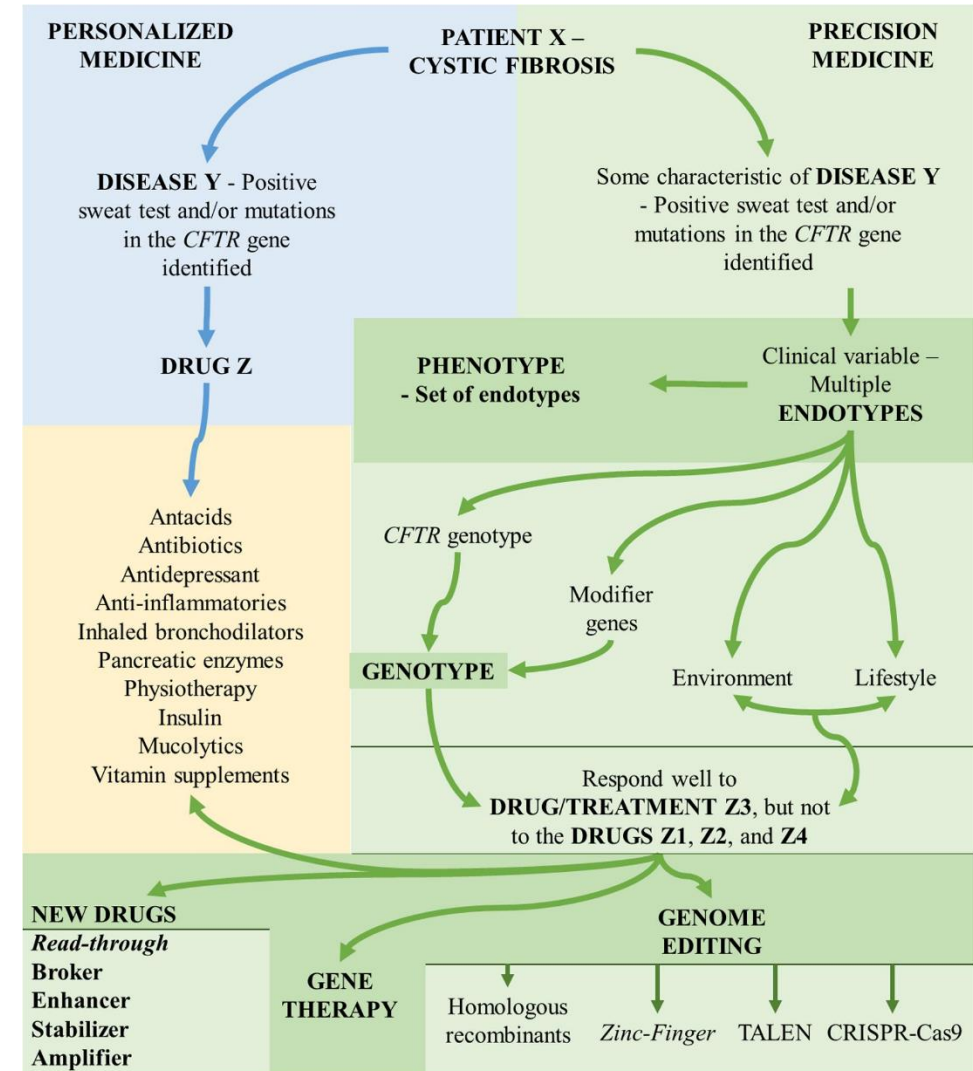 PERSONALIZED
MEDICINE
PATIENT X –
CYSTIC FIBROSIS
PRECISION
MEDICINE
DISEASE Y - Positive
sweat test and/or mutations
in the CFTR gene
identified
Some characteristic of DISEASE Y
- Positive sweat test and/or
mutations in the CFTR gene
identified
DRUG Z
PHENOTYPE
- Set of endotypes
Clinical variable –
Multiple
ENDOTYPES
Antacids
Antibiotics
Antidepressant
Anti-inflammatories
Inhaled bronchodilators
Pancreatic enzymes
Physiotherapy
Insulin
Mucolytics
Vitamin supplements
CFTR genotype
Modifier
genes
GENOTYPE
Environment
Lifestyle
Respond well to
DRUG/TREATMENT Z3, but not
to the DRUGS Z1, Z2, and Z4
NEW DRUGS
Read-through
Broker
Enhancer
Stabilizer
Amplifier
GENE
THERAPY
GENOME
EDITING
Homologous
recombinants
Zinc-Finger
TALEN
CRISPR-Cas9